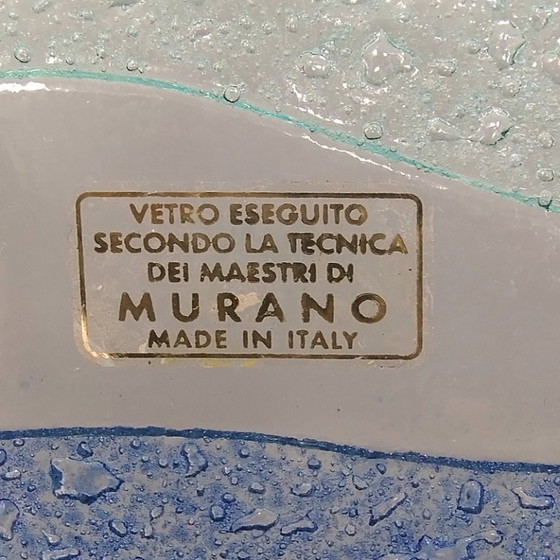 VETRO ESEGUITO
SECONDO LA TECNICA
DEI MAESTRI DI
MURANO
MADE IN ITALY